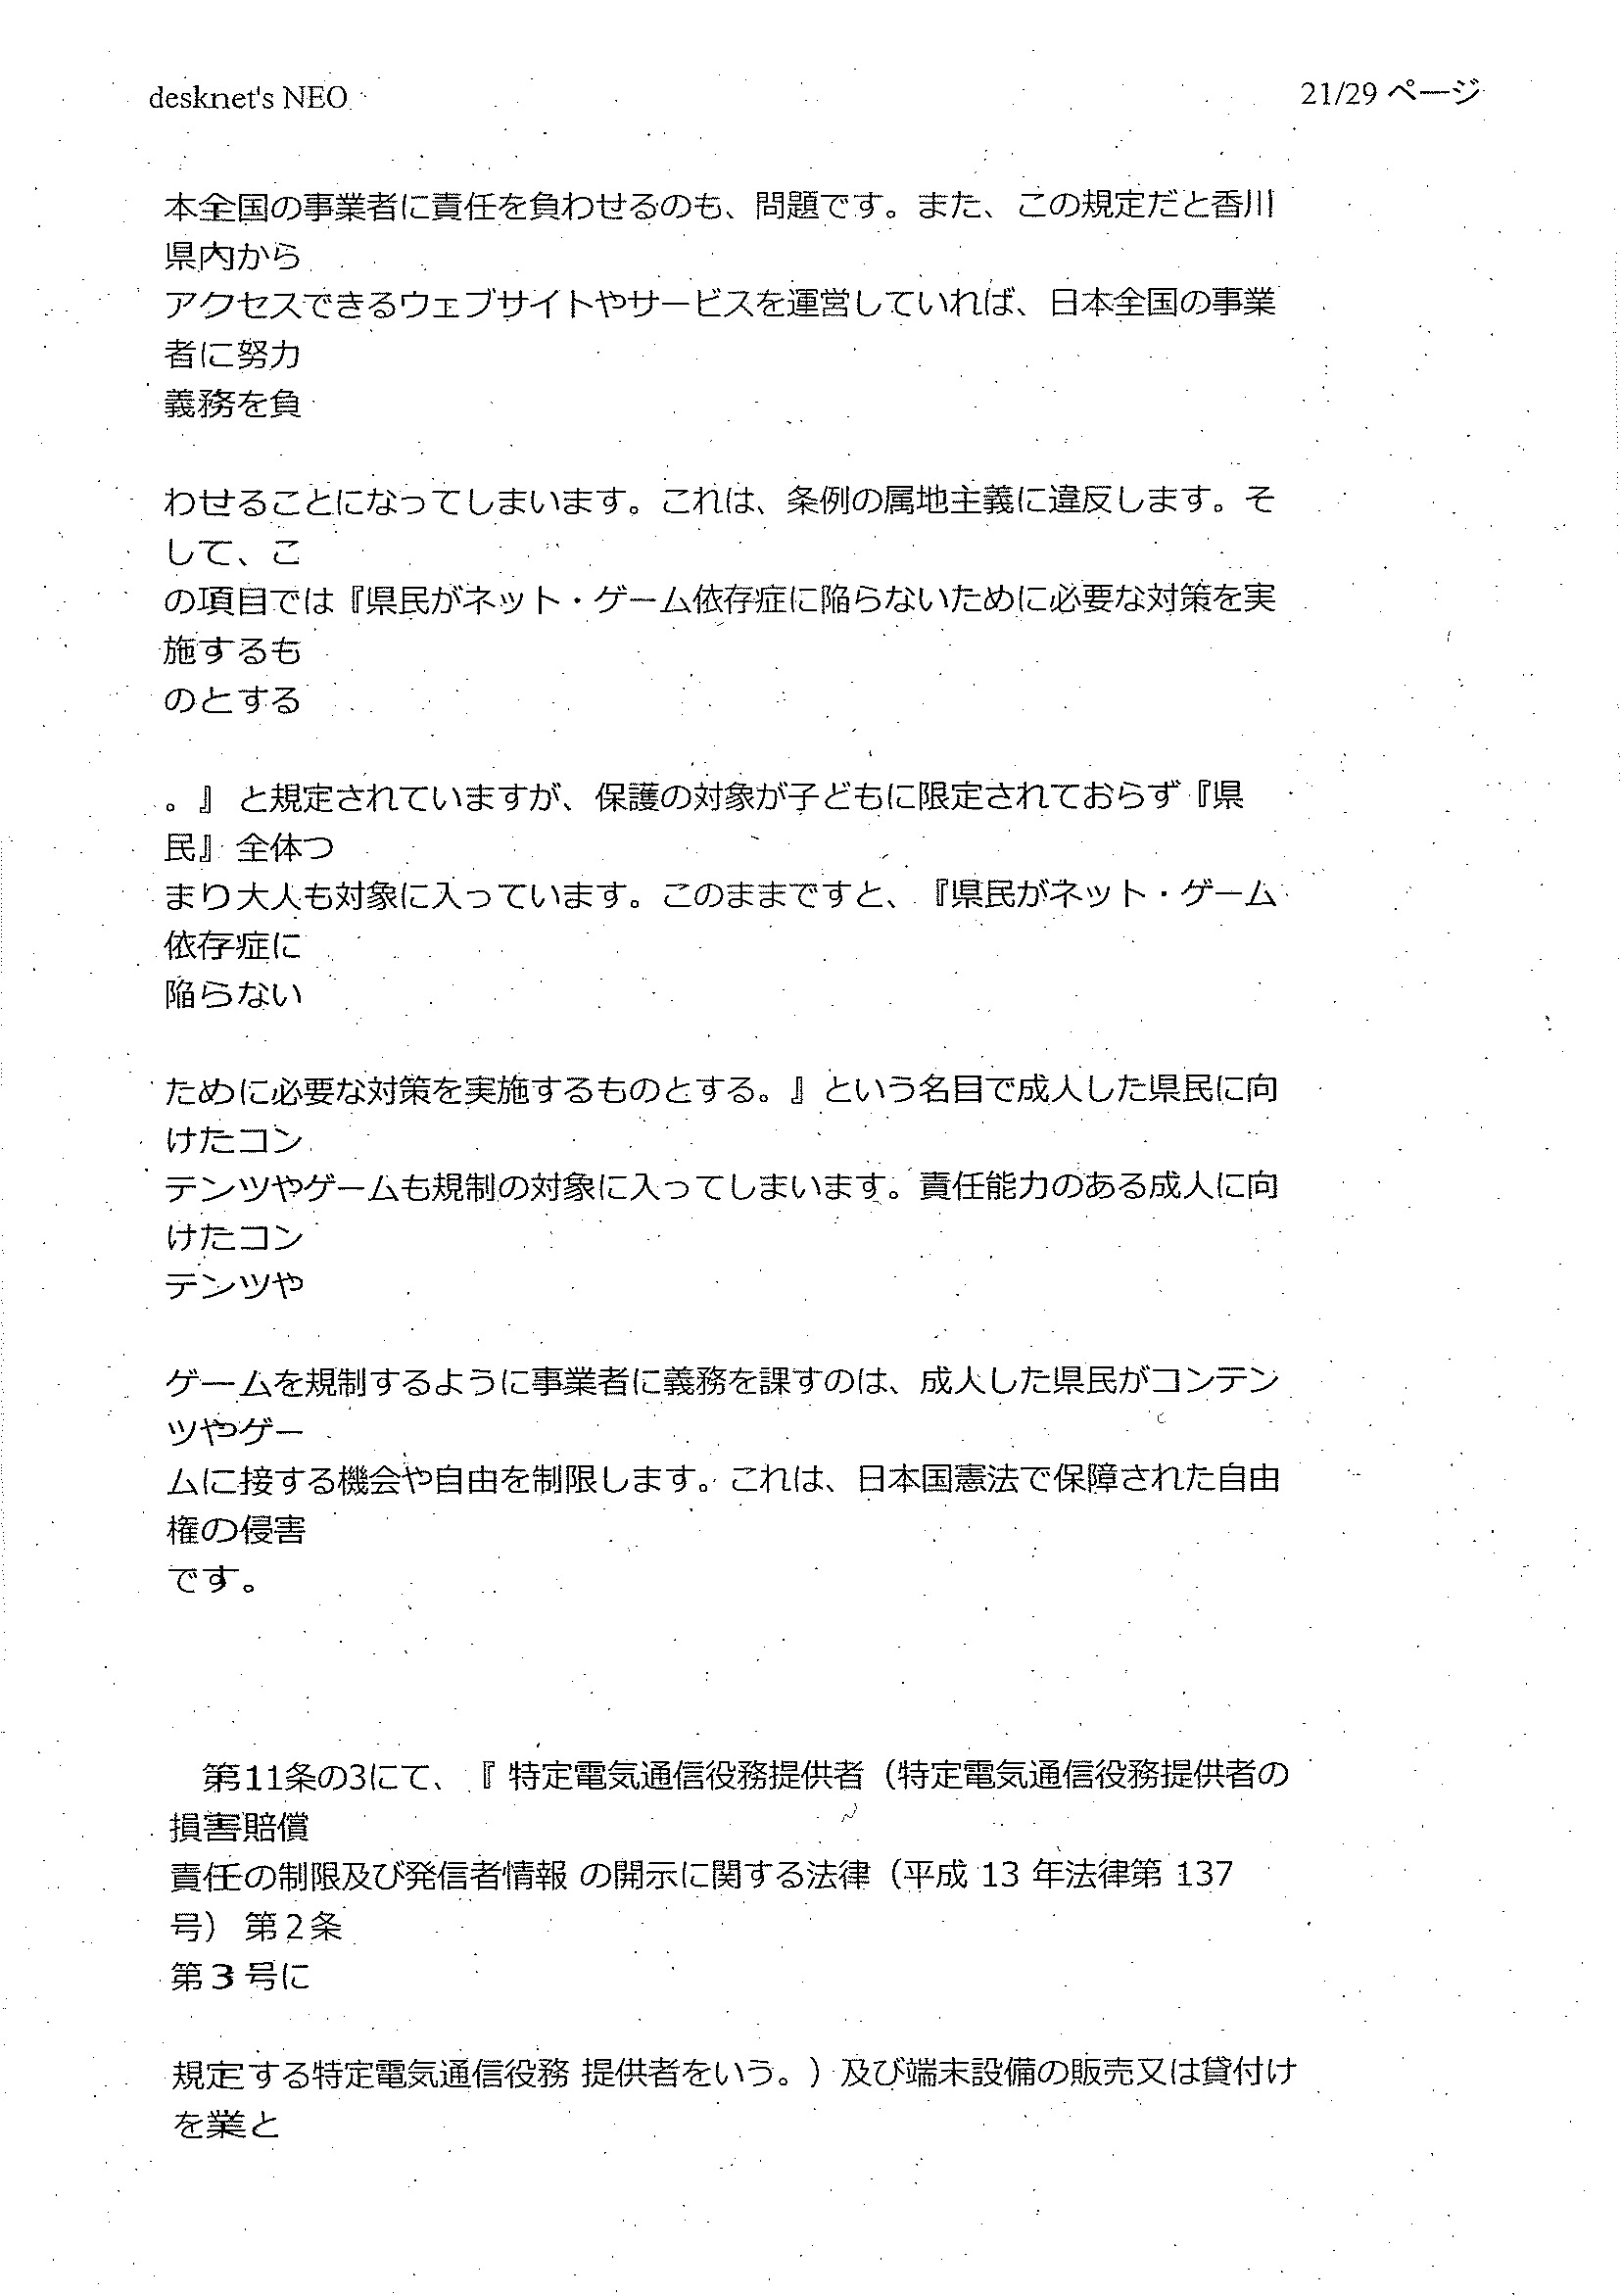 desknet's NEO
21/29 ページ
本全国の事業者に責任を負わせるのも、問題です。また、この規定だと香川
県内から
アクセスできるウェブサイトやサービスを運営していれば、日本全国の事業
者に努力
義務を負
わせることになってしまいます。これは、条例の属地主義に違反します。そ
して、こ
の項目では『県民がネット・ゲーム依存症に陥らないために必要な対策を実
施するも
のとする
。』 と規定されていますが、保護の対象が子どもに限定されておらず『県
民』 全体つ
まり大人も対象に入っています。このままですと、『県民がネット・ゲーム
依存症に
陥らない
ために必要な対策を実施するものとする。』という名目で成人した県民に向
けたコン
テンツやゲームも規制の対象に入ってしまいます。責任能力のある成人に向
けたコン
テンツや
ゲームを規制するように事業者に義務を課すのは、成人した県民がコンテン
ツやゲー
ムに接する機会や自由を制限します。これは、日本国憲法で保障された自由
権の侵害
です。
第11条の3にて、『 特定電気通信役務提供者（特定電気通信役務提供者の
損害賠償
責任の制限及び発信者情報 の開示に関する法律（平成 13 年法律第 137
号） 第２条
第３号に
規定する特定電気通信役務 提供者をいう。）及び端末設備の販売又は貸付け
を業と